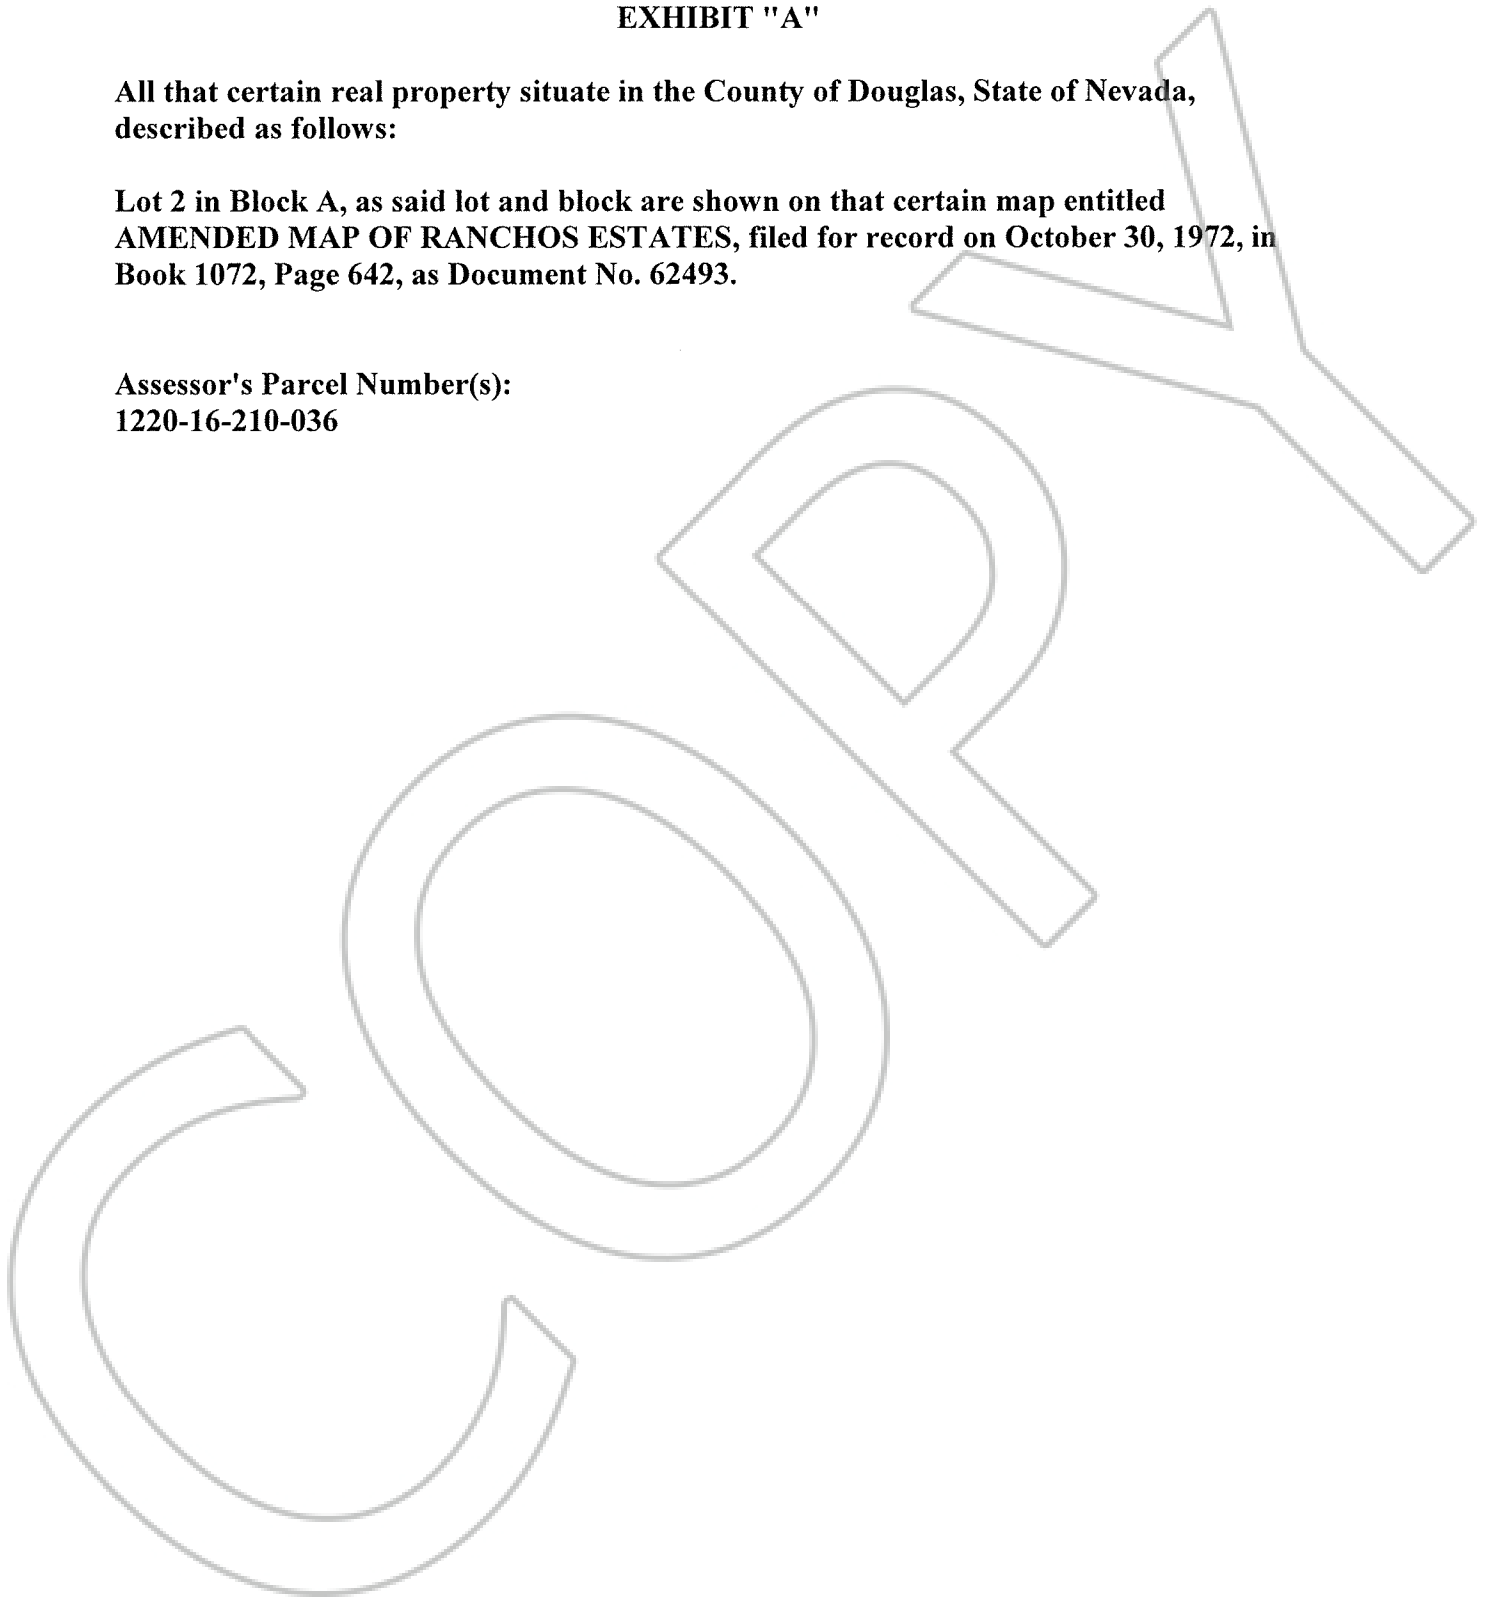 EXHIBIT "A"
All that certain real property situate in the County of Douglas, State of Nevada,
described as follows:
Lot 2 in Block A, as said lot and block are shown on that certain map entitled
AMENDED MAP OF RANCHOS ESTATES, filed for record on October 30, 1972, in
Book 1072, Page 642, as Document No. 62493.
Assessor's Parcel Number(s):
1220-16-210-036
COPY